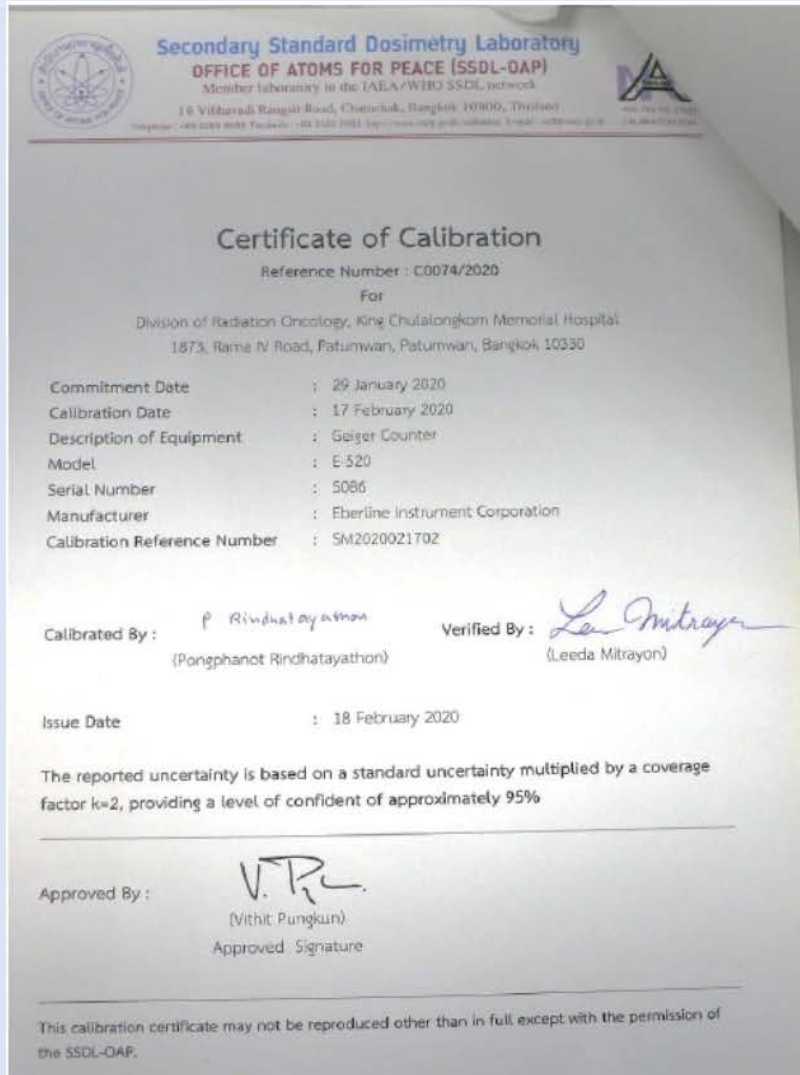 Secondary Standard Dosimetry Laboratory
OFFICE OF ATOMS FOR PEACE (SSDL-OAP)
Member laboratory in the IAEA/WHO SSDL network
16 Vibhavadi Rangsit Road, Chatuchak, Bangkok 10900, Thailand
Certificate of Calibration
Reference Number : C0074/2020
For
Division of Radiation Oncology, King Chulalongkorn Memorial Hospital
1873, Rama IV Road, Patumwan, Patumwan, Bangkok 10330
Commitment Date : 29 January 2020
Calibration Date : 17 February 2020
Description of Equipment : Geiger Counter
Model : E-520
Serial Number : 5086
Manufacturer : Eberline Instrument Corporation
Calibration Reference Number : SM2020021702
Calibrated By : P Rindhatayathon Verified By : Lee Mitrayon
(Pongphanot Rindhatayathon) (Leeda Mitrayon)
Issue Date : 18 February 2020
The reported uncertainty is based on a standard uncertainty multiplied by a coverage
factor k=2, providing a level of confident of approximately 95%
Approved By :
(Vithit Pungkun)
Approved Signature
This calibration certificate may not be reproduced other than in full except with the permission of
the SSDL-OAP.